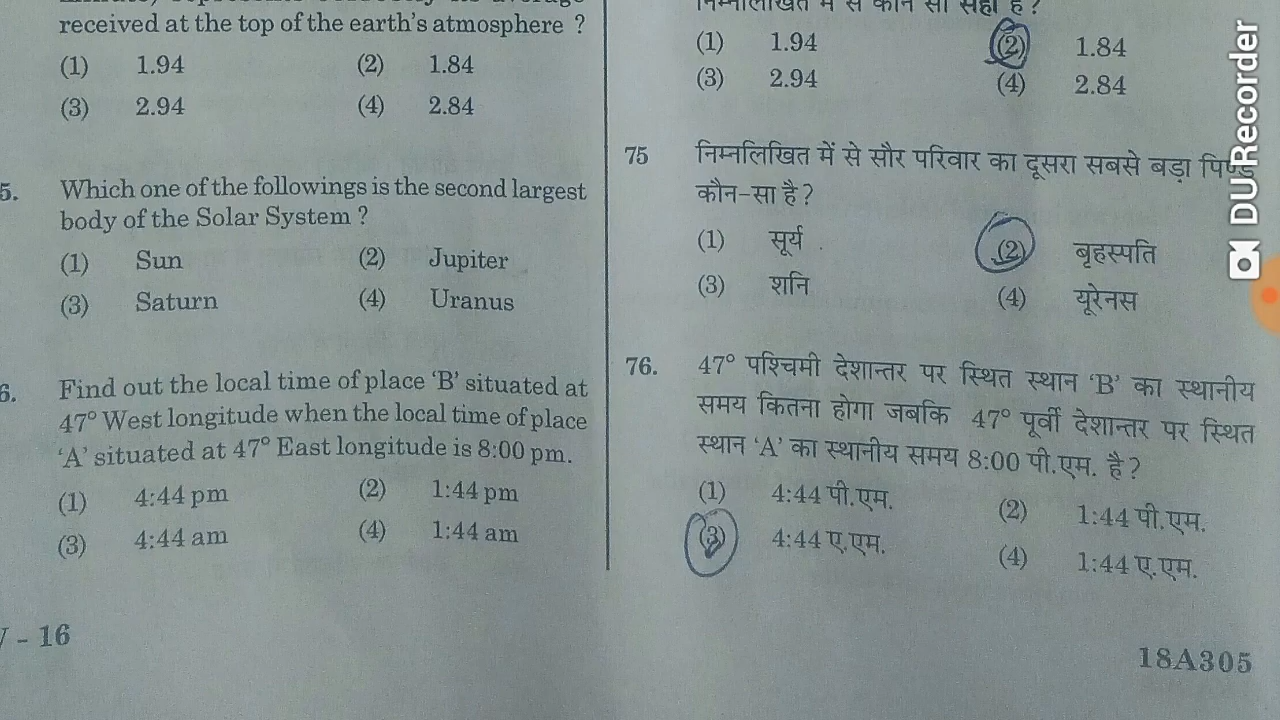 received at the top of the earth's atmosphere ?
(1) 1.94 (2) 1.84
(3) 2.94 (4) 2.84
5. Which one of the followings is the second largest
body of the Solar System ?
(1) Sun (2) Jupiter
(3) Saturn (4) Uranus
6. Find out the local time of place 'B' situated at
47° West longitude when the local time of place
'A' situated at 47° East longitude is 8:00 pm.
(1) 4:44 pm (2) 1:44 pm
(3) 4:44 am (4) 1:44 am
- 16
निम्नलिखित में से कौन सा सही है ?
(1) 1.94 (2) 1.84
(3) 2.94 (4) 2.84
75 निम्नलिखित में से सौर परिवार का दूसरा सबसे बड़ा पिण्ड
कौन-सा है ?
(1) सूर्य (2) बृहस्पति
(3) शनि (4) यूरेनस
76. 47° पश्चिमी देशान्तर पर स्थित स्थान 'B' का स्थानीय
समय कितना होगा जबकि 47° पूर्वी देशान्तर पर स्थित
स्थान 'A' का स्थानीय समय 8:00 पी.एम. है ?
(1) 4:44 पी.एम. (2) 1:44 पी.एम.
(3) 4:44 ए.एम. (4) 1:44 ए.एम.
18A305
DU Recorder